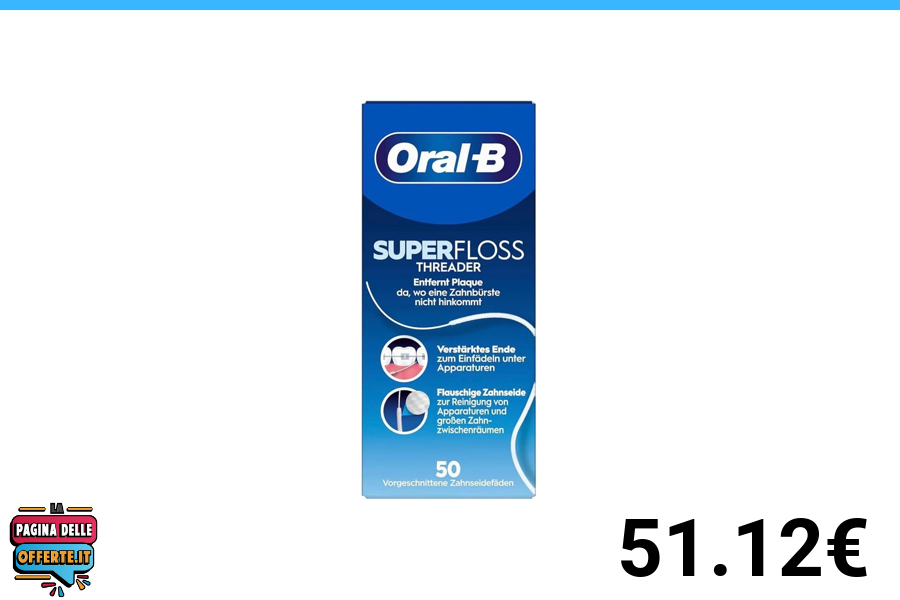 Oral-B
SUPERFLOSS
THREADER
Entfernt Plaque
da, wo eine Zahnbürste
nicht hinkommt
Verstärktes Ende
zum Einfädeln unter
Apparaturen
Flauschige Zahnseide
zur Reinigung von
Apparaturen und
großen Zahn-
zwischenräumen
50
Vorgeschnittene Zahnseidefäden
LA
PAGINA DELLE
OFFERTE.IT
51.12€